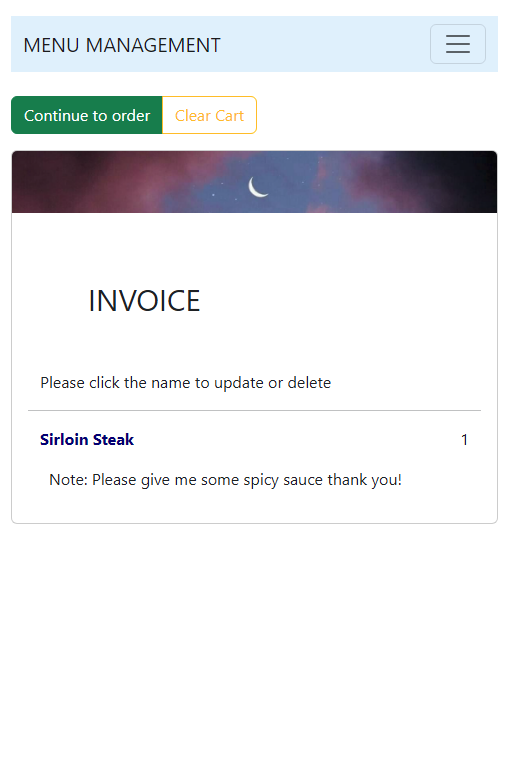 MENU MANAGEMENT
Continue to order
Clear Cart
INVOICE
Please click the name to update or delete
Sirloin Steak 1
Note: Please give me some spicy sauce thank you!